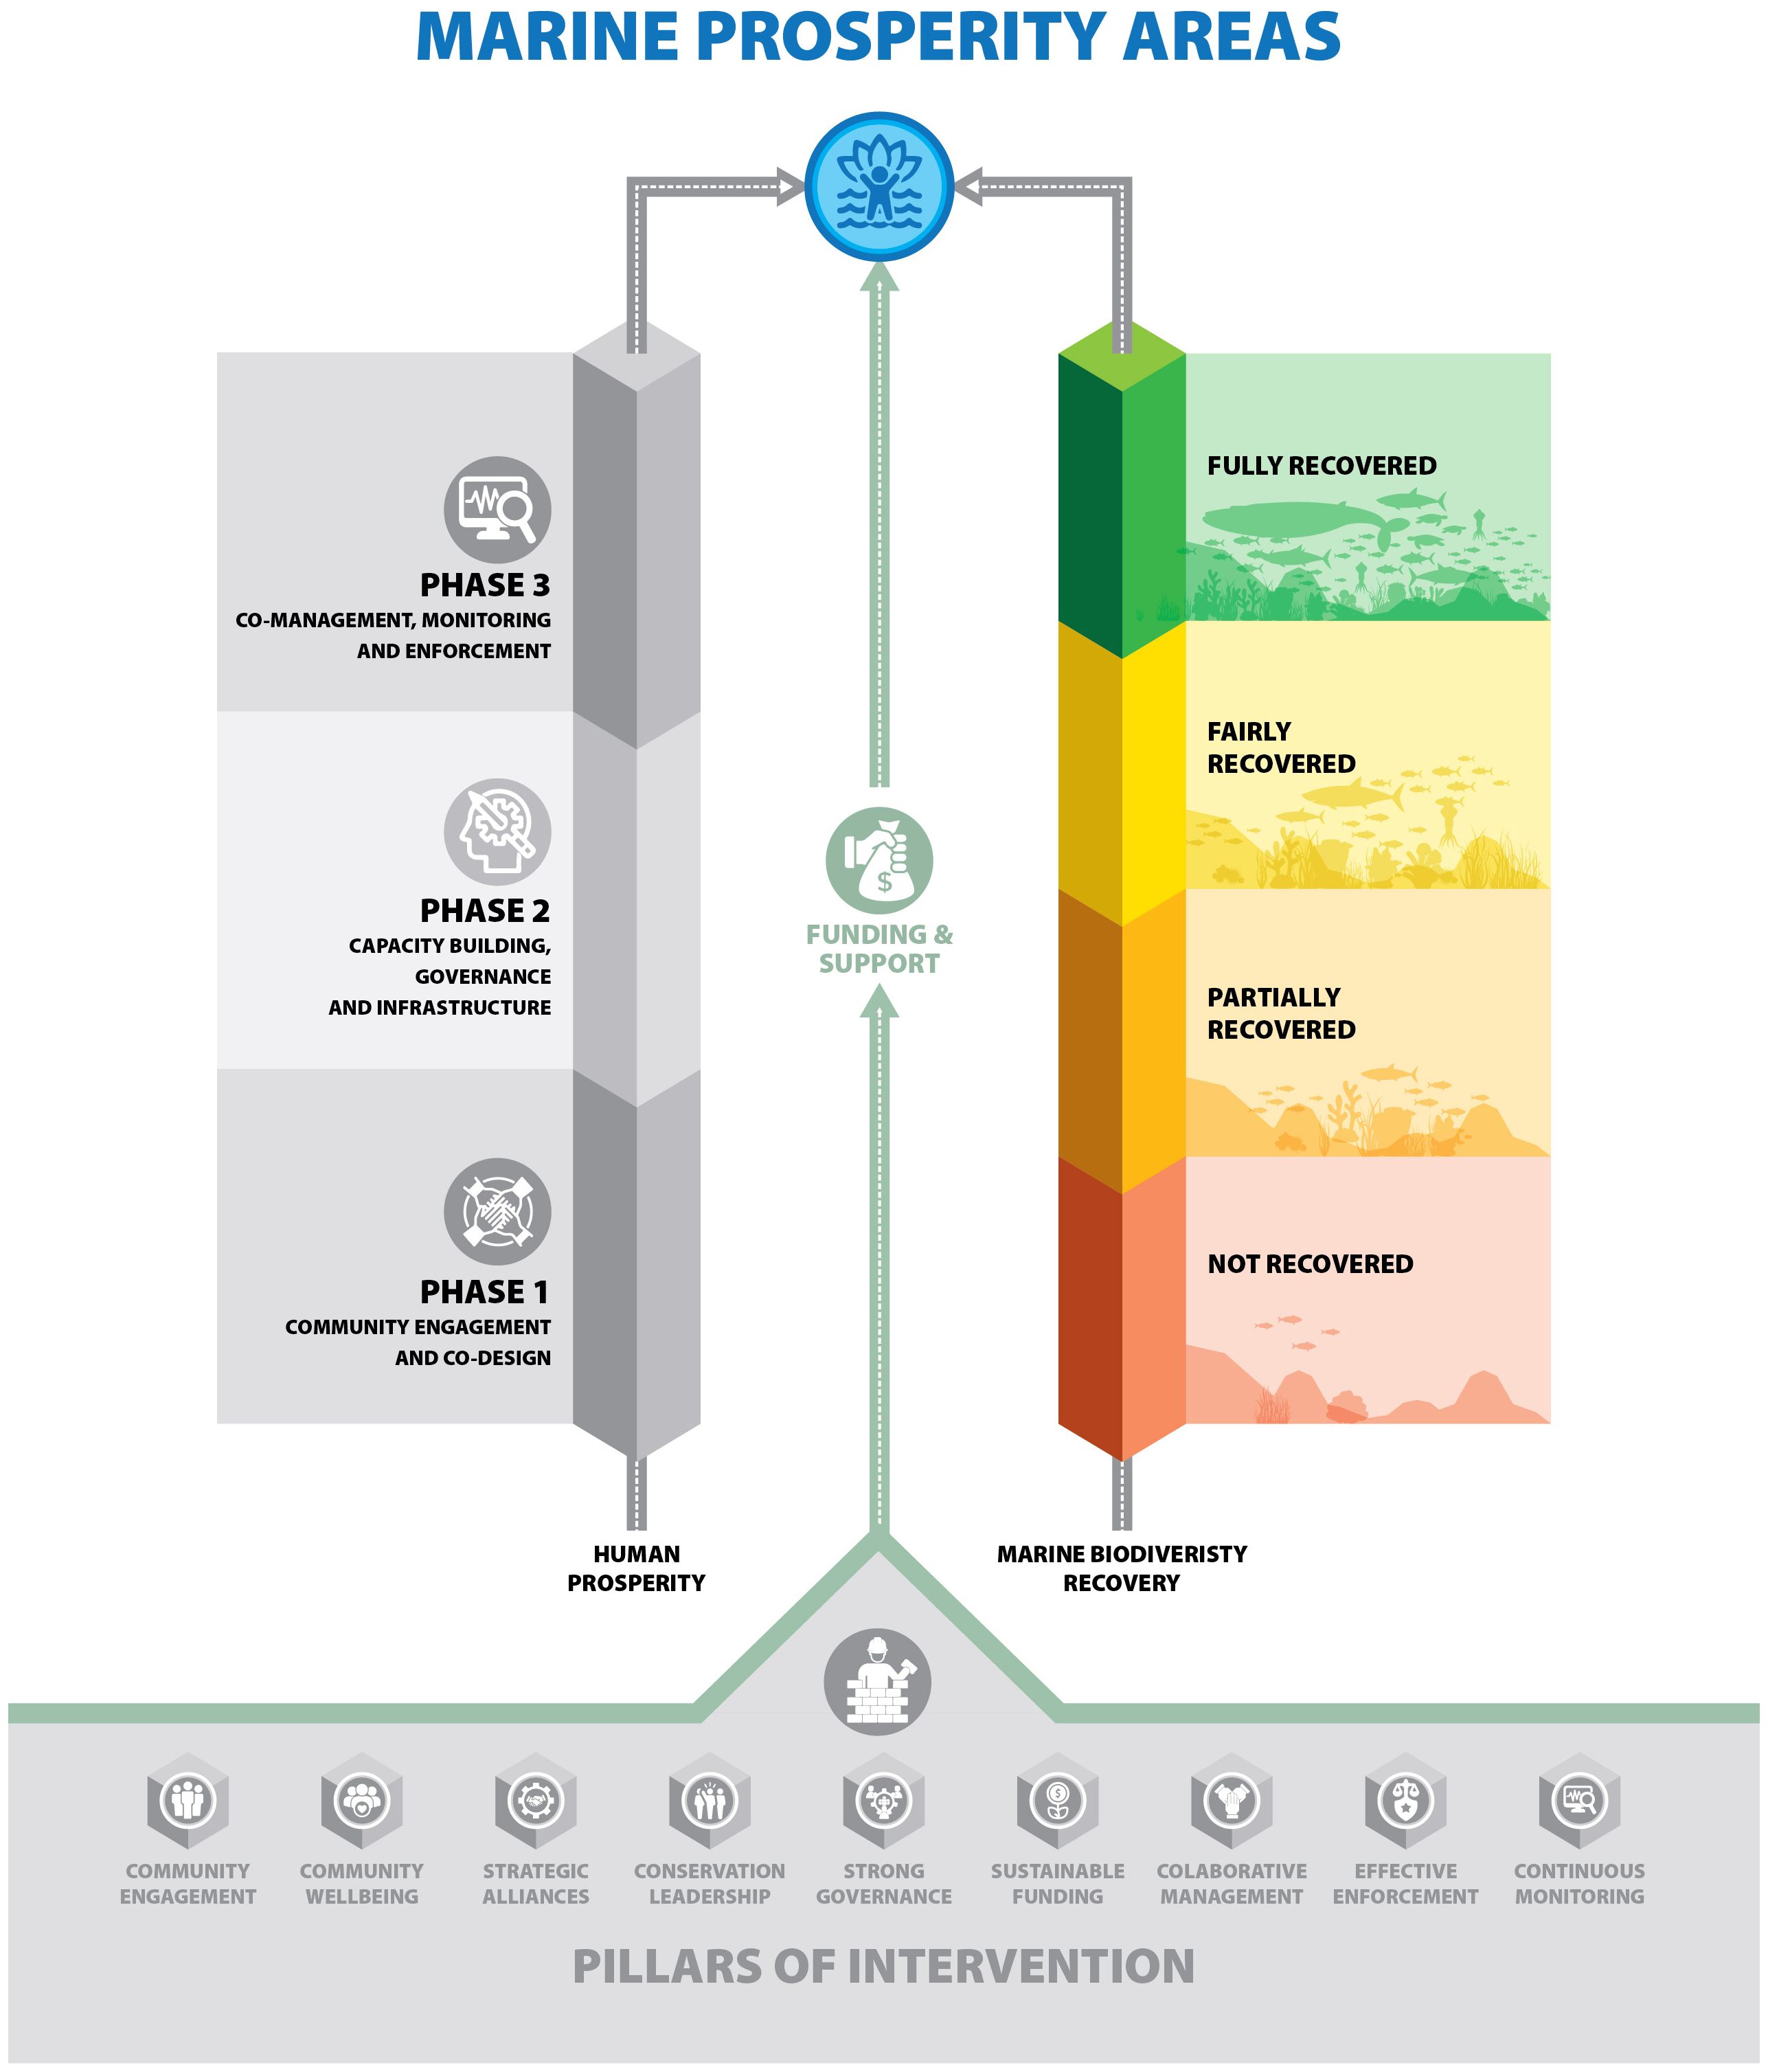 MARINE PROSPERITY AREAS
PHASE 3
CO-MANAGEMENT, MONITORING
AND ENFORCEMENT
PHASE 2
CAPACITY BUILDING,
GOVERNANCE
AND INFRASTRUCTURE
PHASE 1
COMMUNITY ENGAGEMENT
AND CO-DESIGN
HUMAN
PROSPERITY
$
FUNDING &
SUPPORT
FULLY RECOVERED
FAIRLY
RECOVERED
PARTIALLY
RECOVERED
NOT RECOVERED
MARINE BIODIVERISTY
RECOVERY
COMMUNITY
ENGAGEMENT
COMMUNITY
WELLBEING
STRATEGIC
ALLIANCES
CONSERVATION
LEADERSHIP
STRONG
GOVERNANCE
$
SUSTAINABLE
FUNDING
COLABORATIVE
MANAGEMENT
EFFECTIVE
ENFORCEMENT
CONTINUOUS
MONITORING
PILLARS OF INTERVENTION